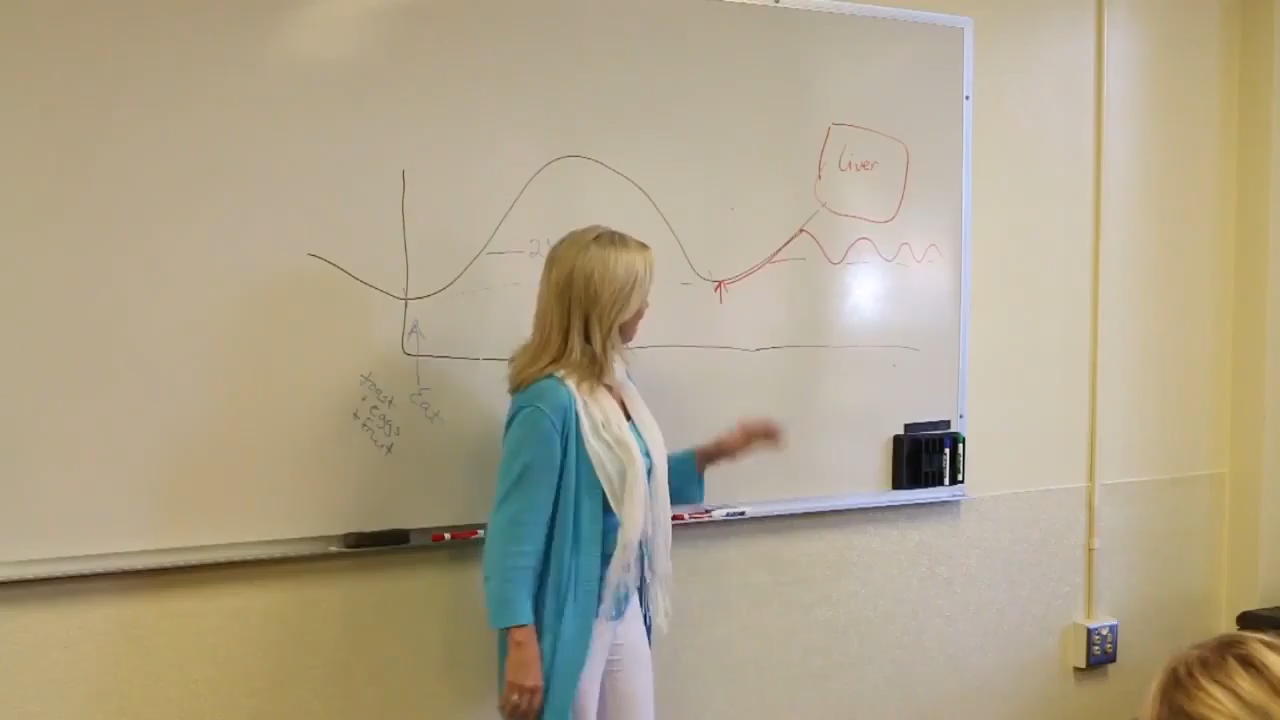 Liver
Eat
toast
+ eggs
+ fruit